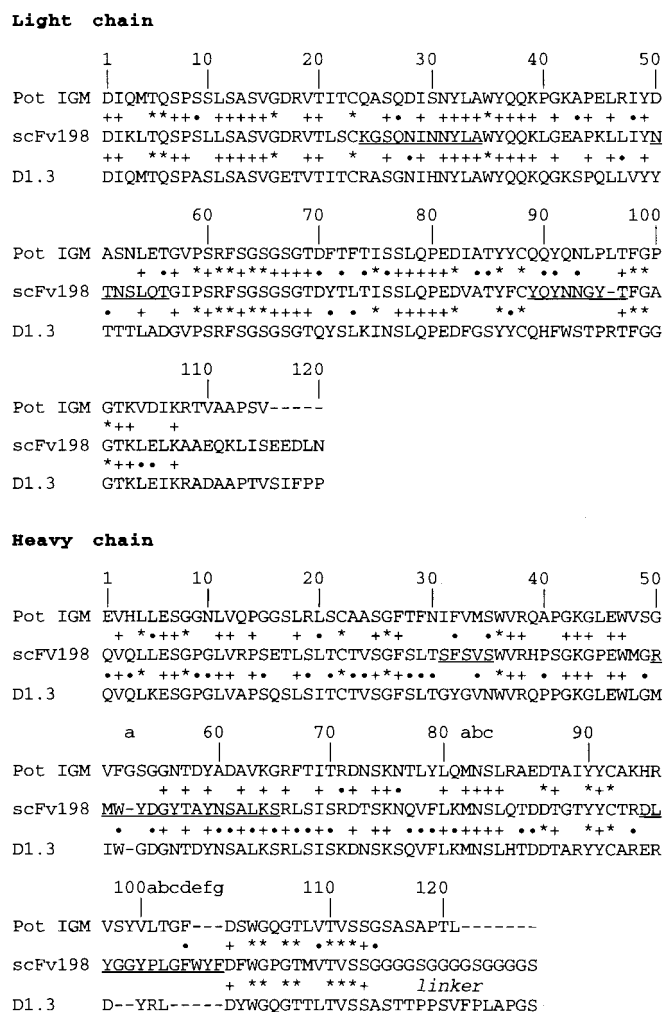 Light chain
1 10 20 30 40 50
Pot IGM DIQMTQSPSSLSASVGDRVTITCQASQDISNYLAWYQQKPGKAPELRIYD
++ **++• ++++++*++++ * +• + +++*++++ + ++ + •+
scFv198 DIKLTQSPSLLSASVGDRVTLSCKGSQNINNYLAWYQQKLGEAPKLLIYN
++ **++ ++++++* ++ * • + +++*++++ + + + • +
D1.3 DIQMTQSPASLSASVGETVTITCRASGNIHNYLAWYQQKQGKSPQLLVYY
60 70 80 90 100
Pot IGM ASNLETGVPSRFSGSGSGTDFTFTISSLQPEDIATYYCQQYQNLPLTFGP
+ • +*+**+**+++•+•+•*•++++* •••* •• • +**
scFv198 TNSLQTGIPSRFSGSGSGTDYTLTISSLQPEDVATYFCYQYNNGY-TFGA
• + +*+**+**+++ •+• * ++++* *•• +**
D1.3 TTTLADGVPSRFSGSGSGTQYSLKINSLQPEDFGSYYCQHFWSTPRTFGG
110 120
Pot IGM GTKVDIKRTVAAPSV-----
*++ +
scFv198 GTKLELKAAEQKLISEEDLN
*++•• +
D1.3 GTKLEIKRADAAPTVSIFPP
Heavy chain
1 10 20 30 40 50
Pot IGM EVHLLESGGNLVQPGGSLRLSCAASGFTFNIFVMSWVRQAPGKGLEWVSG
scFV198 QVQLLESGPGLVRPSETLSLTCTVSGFSLTSFSVSWVRHPSGKGPEWMGR
D1.3 QVQLKESGPGLVAPSQSLSITCTVSGFSLTGYGVNWVRQPPGKGLEWLGM
a 60 70 80 abc 90
Pot IGM VFGSGGNTDYADAVKGRFTITRDNSKNTLYLQMNSLRAEDTAIYYCAKHR
scFV198 MW-YDGYTAYNSALKSRLSISRDTSKNQVFLKMNSLQTDDTGTYYCTRDL
D1.3 IW-GDGNTDYNSALKSRLSISKDNSKSQVFLKMNSLHTDDTARYYCARER
100abcdefg 110 120
Pot IGM VSYVLTGF---DSWGQGTLVTVSSGSASAPTL-------
scFV198 YGGYPLGFWYFDFWGPGTMVTVSSGGGGSGGGGSGGGGS
linker
D1.3 D--YRL-----DYWGQGTTLTVSSASTTPPSVFPLAPGS